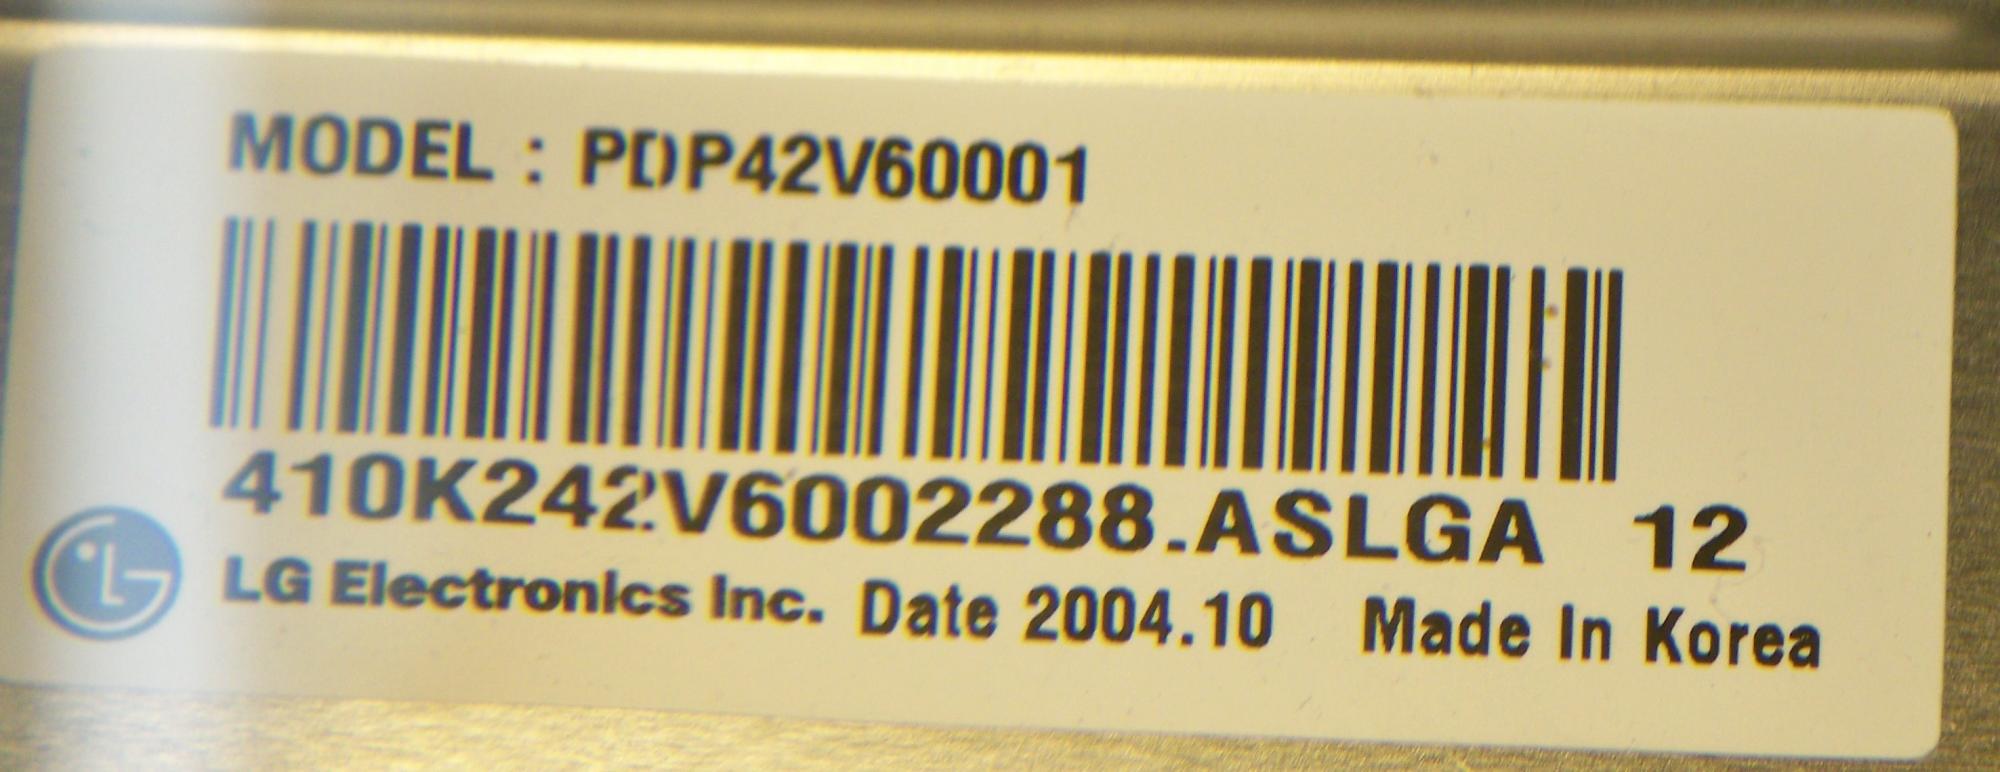 MODEL : PDP42V60001
410K242V6002288.ASLGA 12
LG
LG Electronics Inc. Date 2004.10 Made In Korea